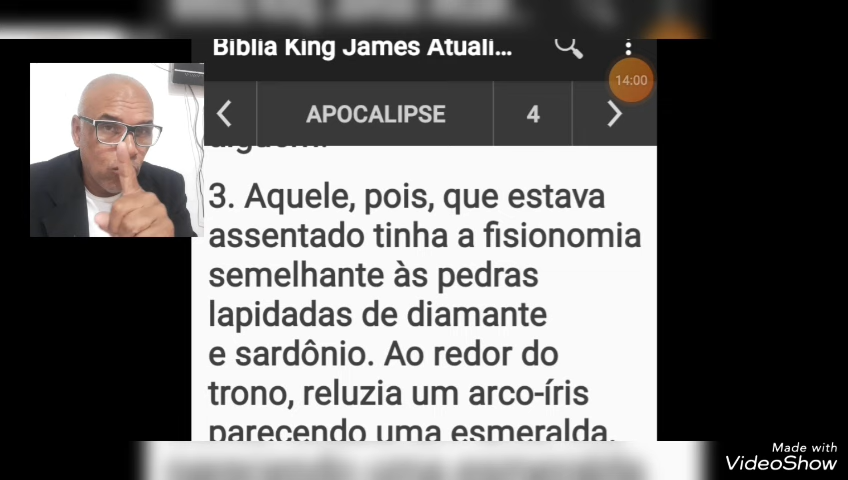 Bíblia King James Atuali...
14:00
APOCALIPSE 4
3. Aquele, pois, que estava
assentado tinha a fisionomia
semelhante às pedras
lapidadas de diamante
e sardônio. Ao redor do
trono, reluzia um arco-íris
parecendo uma esmeralda.
Made with
VideoShow